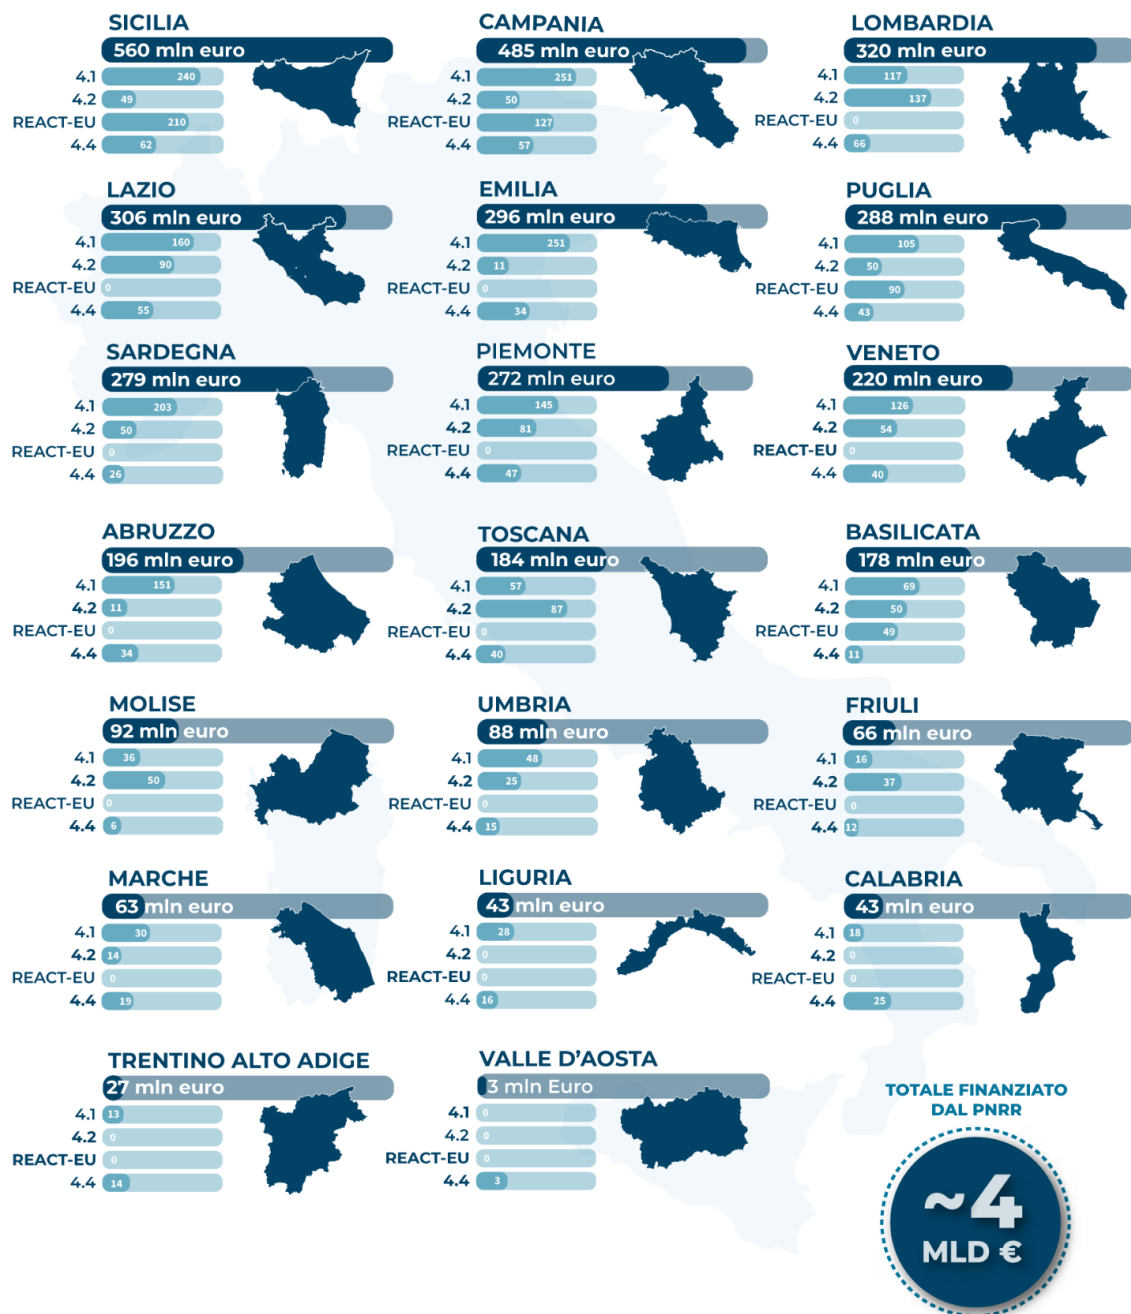 SICILIA
560 mln euro
4.1 240
4.2 49
REACT-EU 210
4.4 62
CAMPANIA
485 mln euro
4.1 251
4.2 50
REACT-EU 127
4.4 57
LOMBARDIA
320 mln euro
4.1 117
4.2 137
REACT-EU 0
4.4 66
LAZIO
306 mln euro
4.1 160
4.2 90
REACT-EU 0
4.4 55
EMILIA
296 mln euro
4.1 251
4.2 11
REACT-EU 0
4.4 34
PUGLIA
288 mln euro
4.1 105
4.2 50
REACT-EU 90
4.4 43
SARDEGNA
279 mln euro
4.1 203
4.2 50
REACT-EU 0
4.4 26
PIEMONTE
272 mln euro
4.1 145
4.2 81
REACT-EU 0
4.4 47
VENETO
220 mln euro
4.1 126
4.2 54
REACT-EU 0
4.4 40
ABRUZZO
196 mln euro
4.1 151
4.2 11
REACT-EU 0
4.4 34
TOSCANA
184 mln euro
4.1 57
4.2 87
REACT-EU 0
4.4 40
BASILICATA
178 mln euro
4.1 69
4.2 50
REACT-EU 49
4.4 11
MOLISE
92 mln euro
4.1 36
4.2 50
REACT-EU 0
4.4 6
UMBRIA
88 mln euro
4.1 48
4.2 25
REACT-EU 0
4.4 15
FRIULI
66 mln euro
4.1 16
4.2 37
REACT-EU 0
4.4 12
MARCHE
63 mln euro
4.1 30
4.2 14
REACT-EU 0
4.4 19
LIGURIA
43 mln euro
4.1 28
4.2 0
REACT-EU 0
4.4 16
CALABRIA
43 mln euro
4.1 18
4.2 0
REACT-EU 0
4.4 25
TRENTINO ALTO ADIGE
27 mln euro
4.1 13
4.2 0
REACT-EU 0
4.4 14
VALLE D'AOSTA
3 mln Euro
4.1 0
4.2 0
REACT-EU 0
4.4 3
TOTALE FINANZIATO
DAL PNRR
~4
MLD €